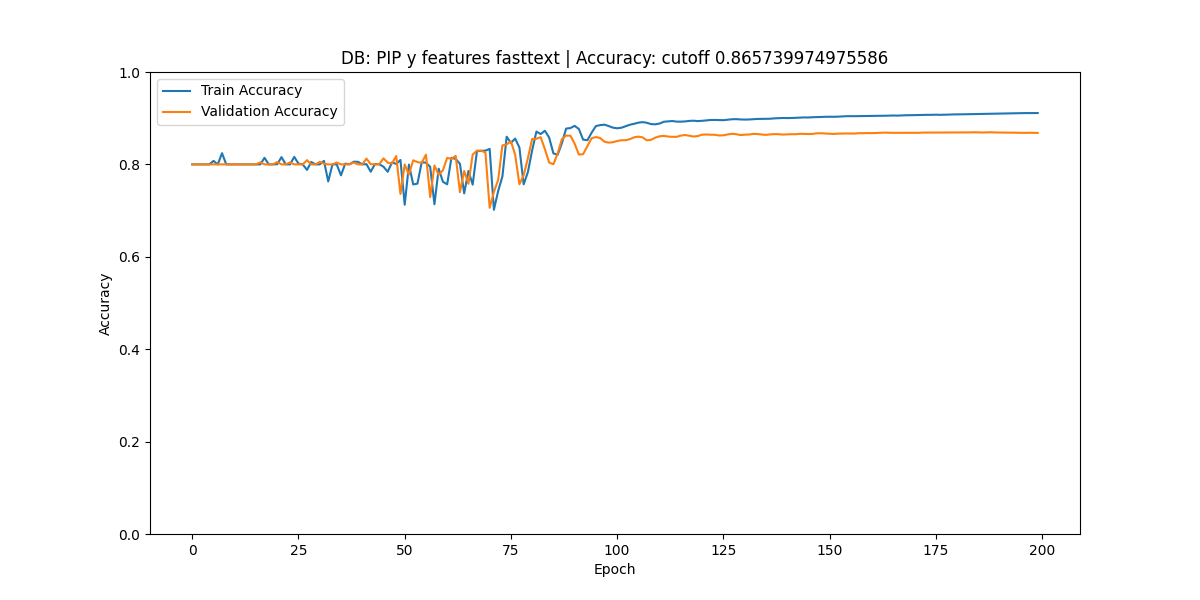 DB: PIP y features fasttext | Accuracy: cutoff 0.865739974975586
Train Accuracy
Validation Accuracy
1.0
0.8
0.6
0.4
0.2
0.0
Accuracy
0 25 50 75 100 125 150 175 200
Epoch